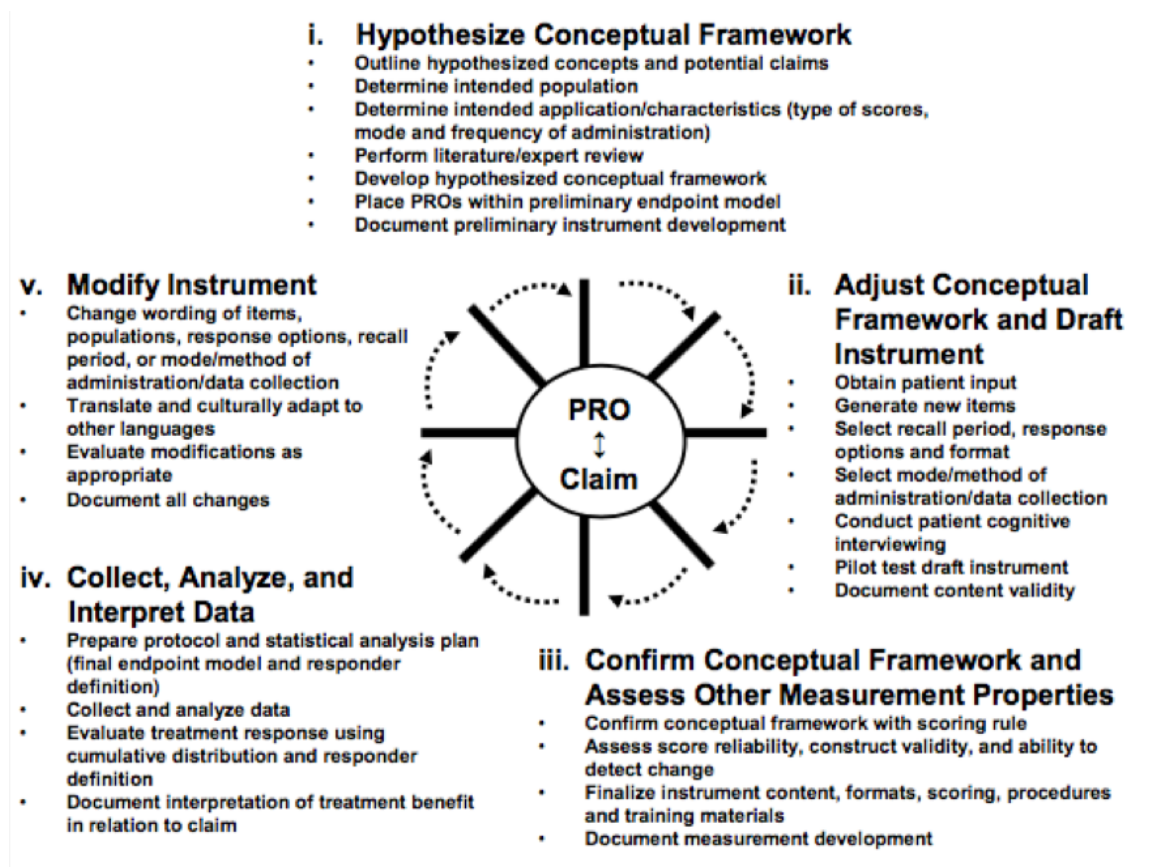 i. Hypothesize Conceptual Framework
• Outline hypothesized concepts and potential claims
• Determine intended population
• Determine intended application/characteristics (type of scores,
mode and frequency of administration)
• Perform literature/expert review
• Develop hypothesized conceptual framework
• Place PROs within preliminary endpoint model
• Document preliminary instrument development
v. Modify Instrument
• Change wording of items,
populations, response options, recall
period, or mode/method of
administration/data collection
• Translate and culturally adapt to
other languages
• Evaluate modifications as
appropriate
• Document all changes
PRO
↕
Claim
ii. Adjust Conceptual
Framework and Draft
Instrument
• Obtain patient input
• Generate new items
• Select recall period, response
options and format
• Select mode/method of
administration/data collection
• Conduct patient cognitive
interviewing
• Pilot test draft instrument
• Document content validity
iv. Collect, Analyze, and
Interpret Data
• Prepare protocol and statistical analysis plan
(final endpoint model and responder
definition)
• Collect and analyze data
• Evaluate treatment response using
cumulative distribution and responder
definition
• Document interpretation of treatment benefit
in relation to claim
iii. Confirm Conceptual Framework and
Assess Other Measurement Properties
• Confirm conceptual framework with scoring rule
• Assess score reliability, construct validity, and ability to
detect change
• Finalize instrument content, formats, scoring, procedures
and training materials
• Document measurement development